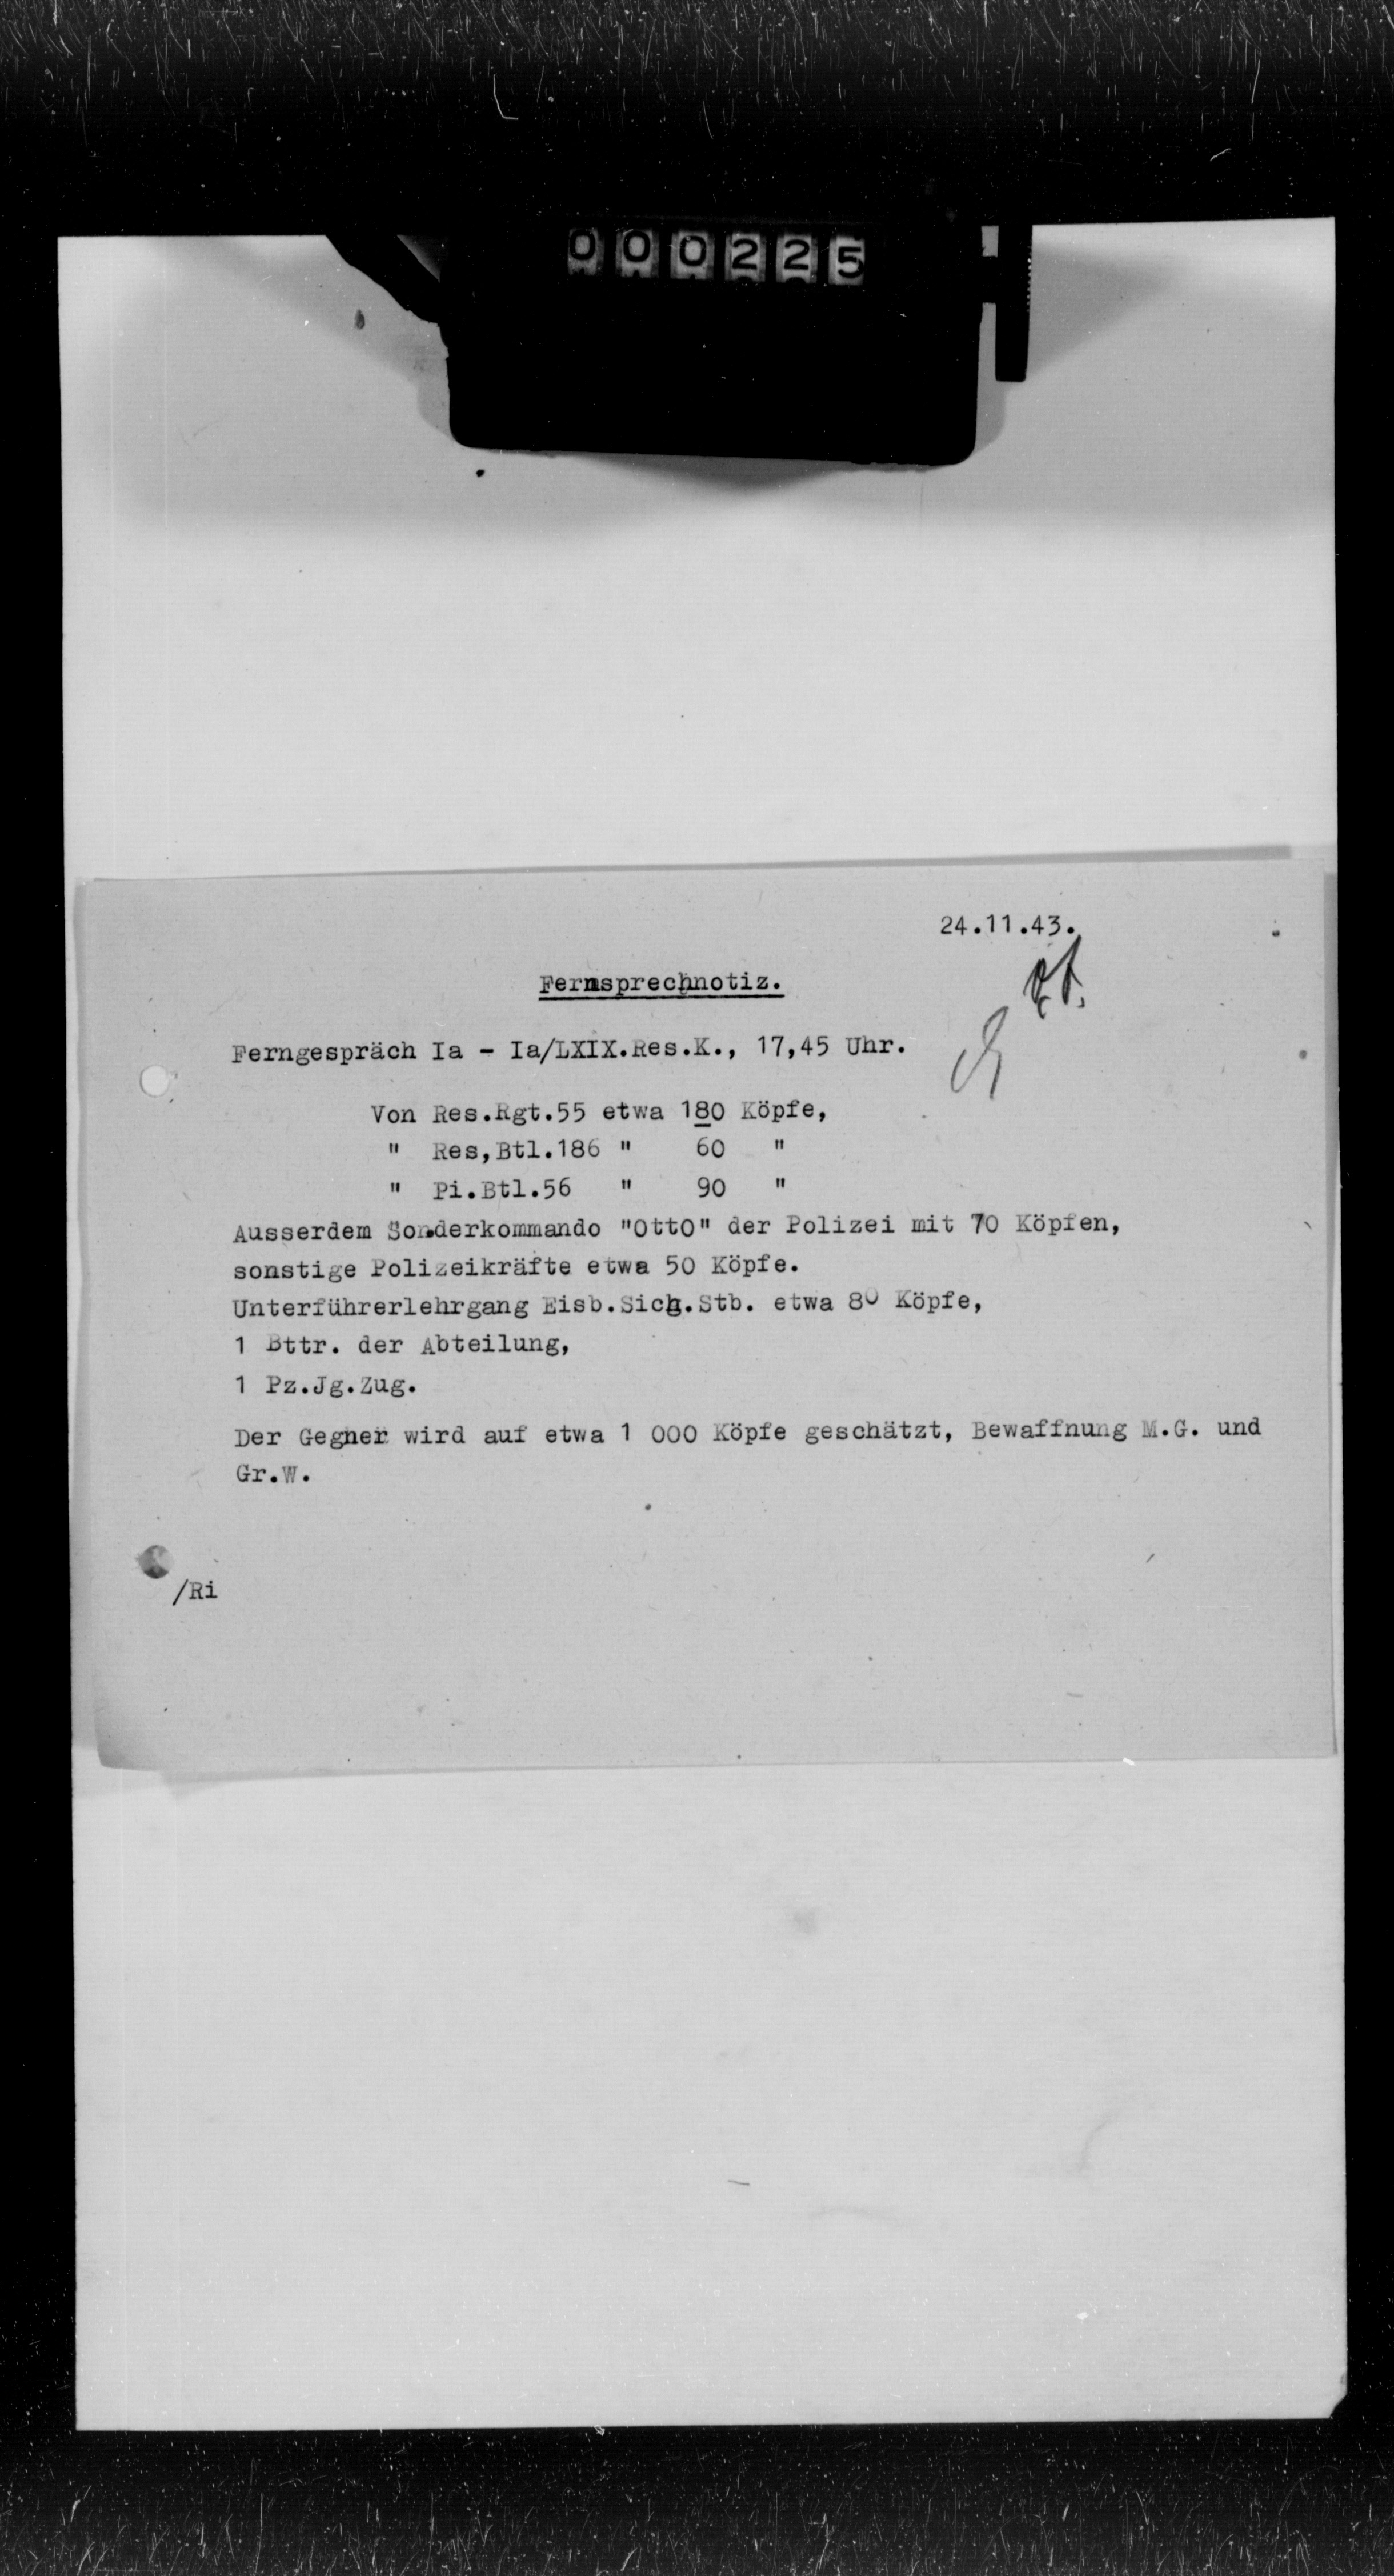 000225
24.11.43.
Fernsprechnotiz.
Ferngespräch Ia - Ia/LXIX.Res.K., 17,45 Uhr.
Von Res.Rgt.55 etwa 180 Köpfe,
" Res,Btl.186 " 60 "
" Pi.Btl.56 " 90 "
Ausserdem Sonderkommando "OttO" der Polizei mit 70 Köpfen,
sonstige Polizeikräfte etwa 50 Köpfe.
Unterführerlehrgang Eisb.Sich.Stb. etwa 80 Köpfe,
1 Bttr. der Abteilung,
1 Pz.Jg.Zug.
Der Gegner wird auf etwa 1 000 Köpfe geschätzt, Bewaffnung M.G. und
Gr.W.
/Ri